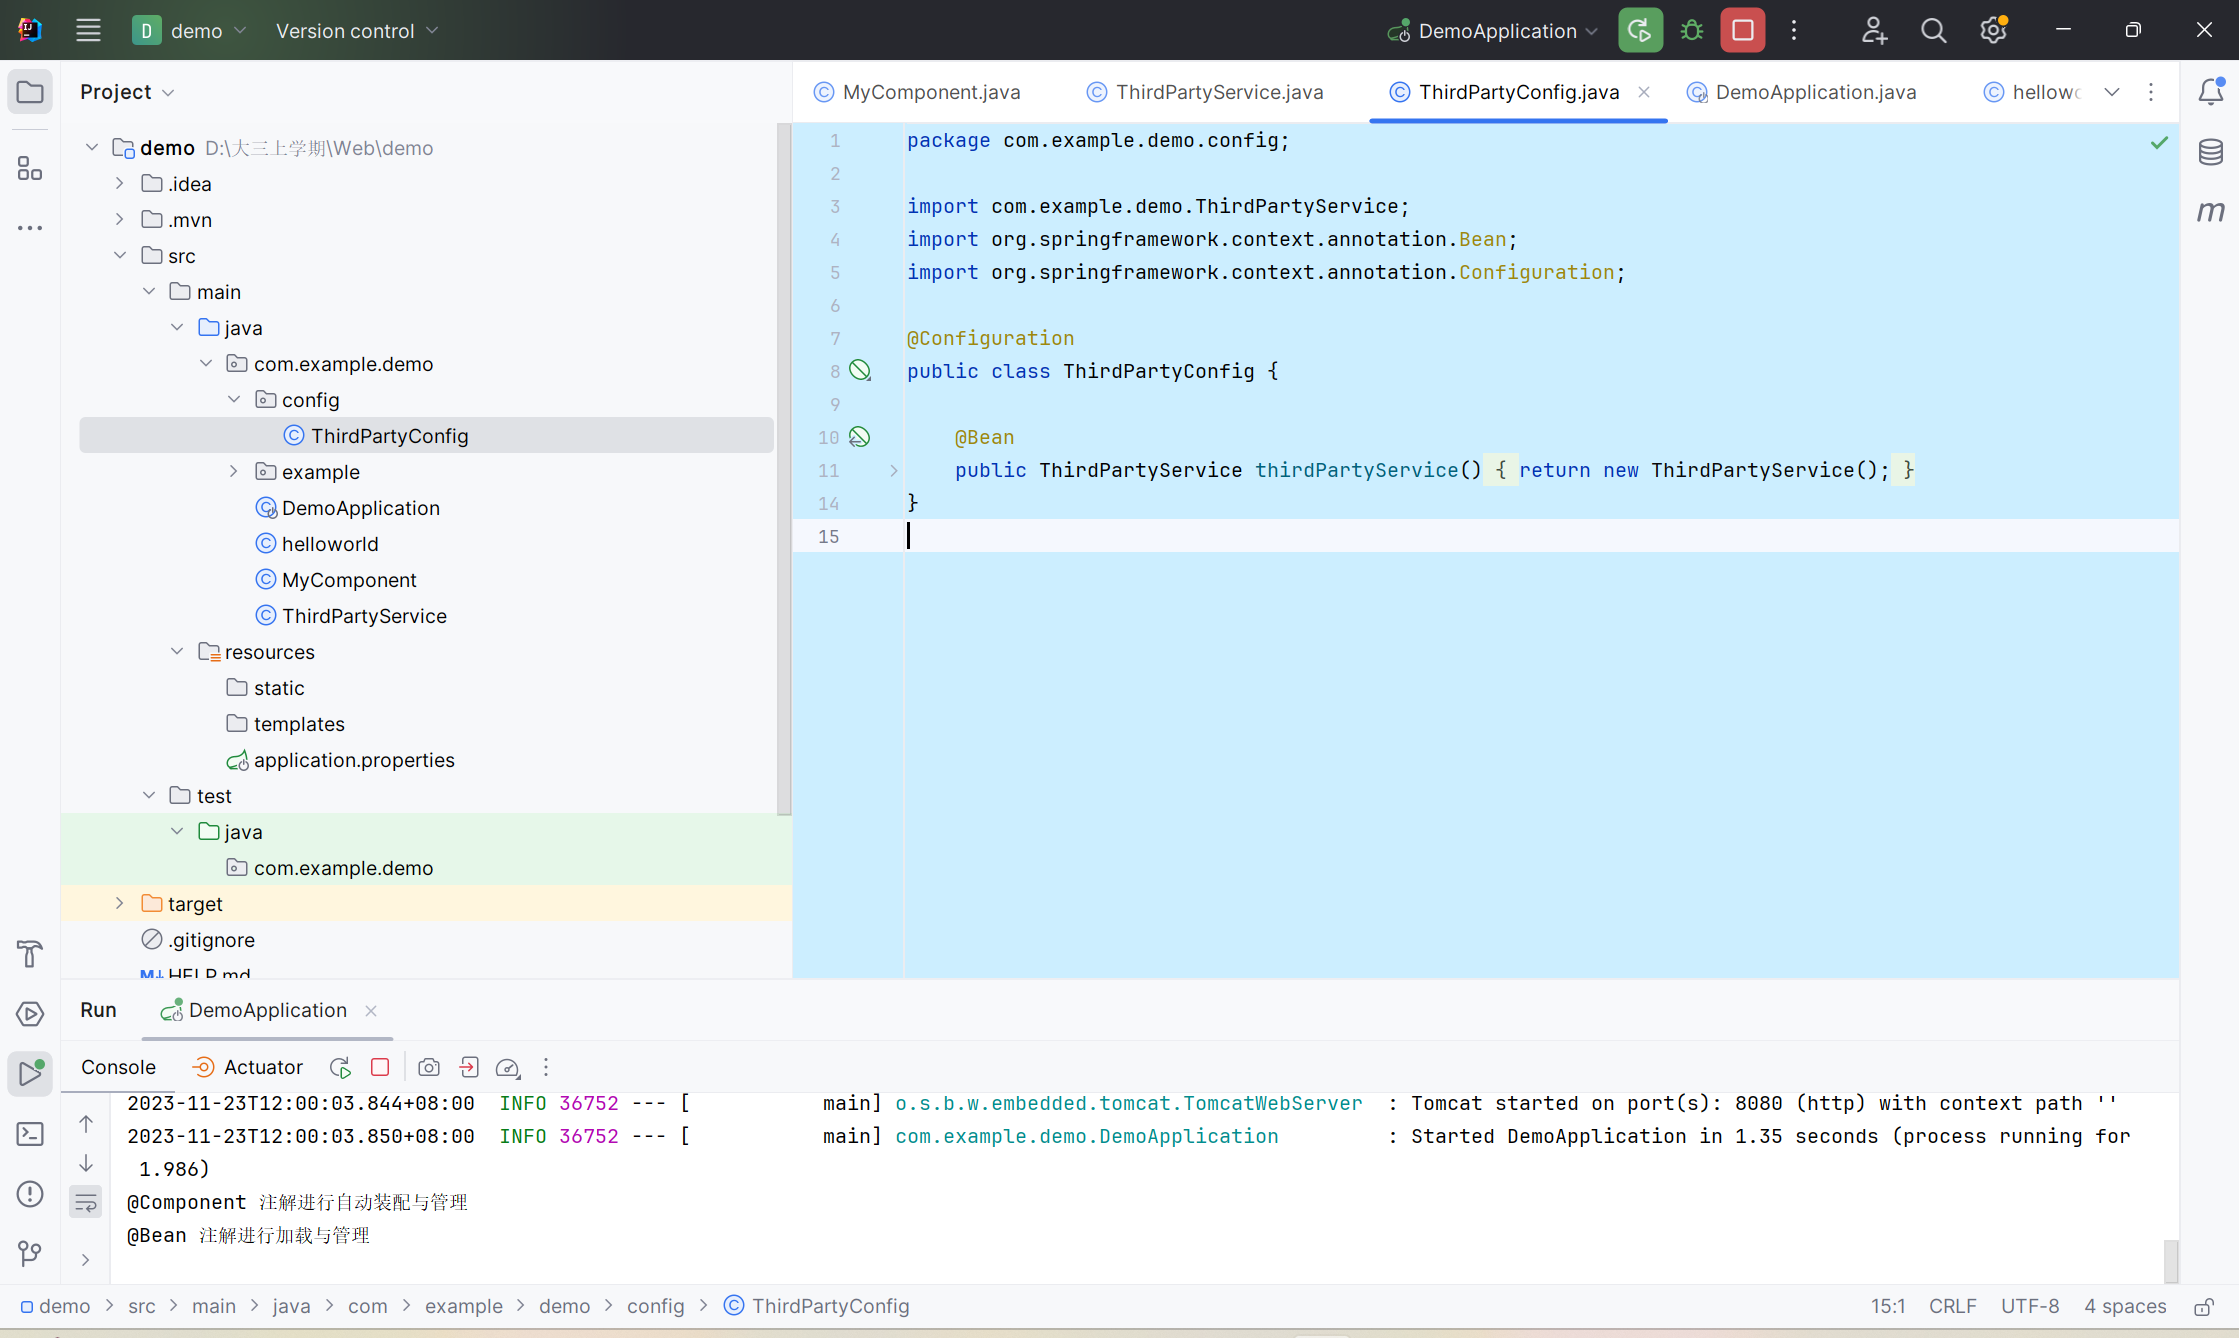 D demo Version control DemoApplication
Project
demo D:\大三上学期\Web\demo
.idea
.mvn
src
main
java
com.example.demo
config
ThirdPartyConfig
example
DemoApplication
helloworld
MyComponent
ThirdPartyService
resources
static
templates
application.properties
test
java
com.example.demo
target
.gitignore
M↓ HELP.md
MyComponent.java ThirdPartyService.java ThirdPartyConfig.java DemoApplication.java hellowo
1 package com.example.demo.config;
2
3 import com.example.demo.ThirdPartyService;
4 import org.springframework.context.annotation.Bean;
5 import org.springframework.context.annotation.Configuration;
6
7 @Configuration
8 public class ThirdPartyConfig {
9
10 @Bean
11 public ThirdPartyService thirdPartyService() { return new ThirdPartyService(); }
14 }
15
m
Run DemoApplication
Console Actuator
2023-11-23T12:00:03.844+08:00 INFO 36752 --- [ main] o.s.b.w.embedded.tomcat.TomcatWebServer : Tomcat started on port(s): 8080 (http) with context path ''
2023-11-23T12:00:03.850+08:00 INFO 36752 --- [ main] com.example.demo.DemoApplication : Started DemoApplication in 1.35 seconds (process running for
1.986)
@Component 注解进行自动装配与管理
@Bean 注解进行加载与管理
demo > src > main > java > com > example > demo > config > ThirdPartyConfig 15:1 CRLF UTF-8 4 spaces